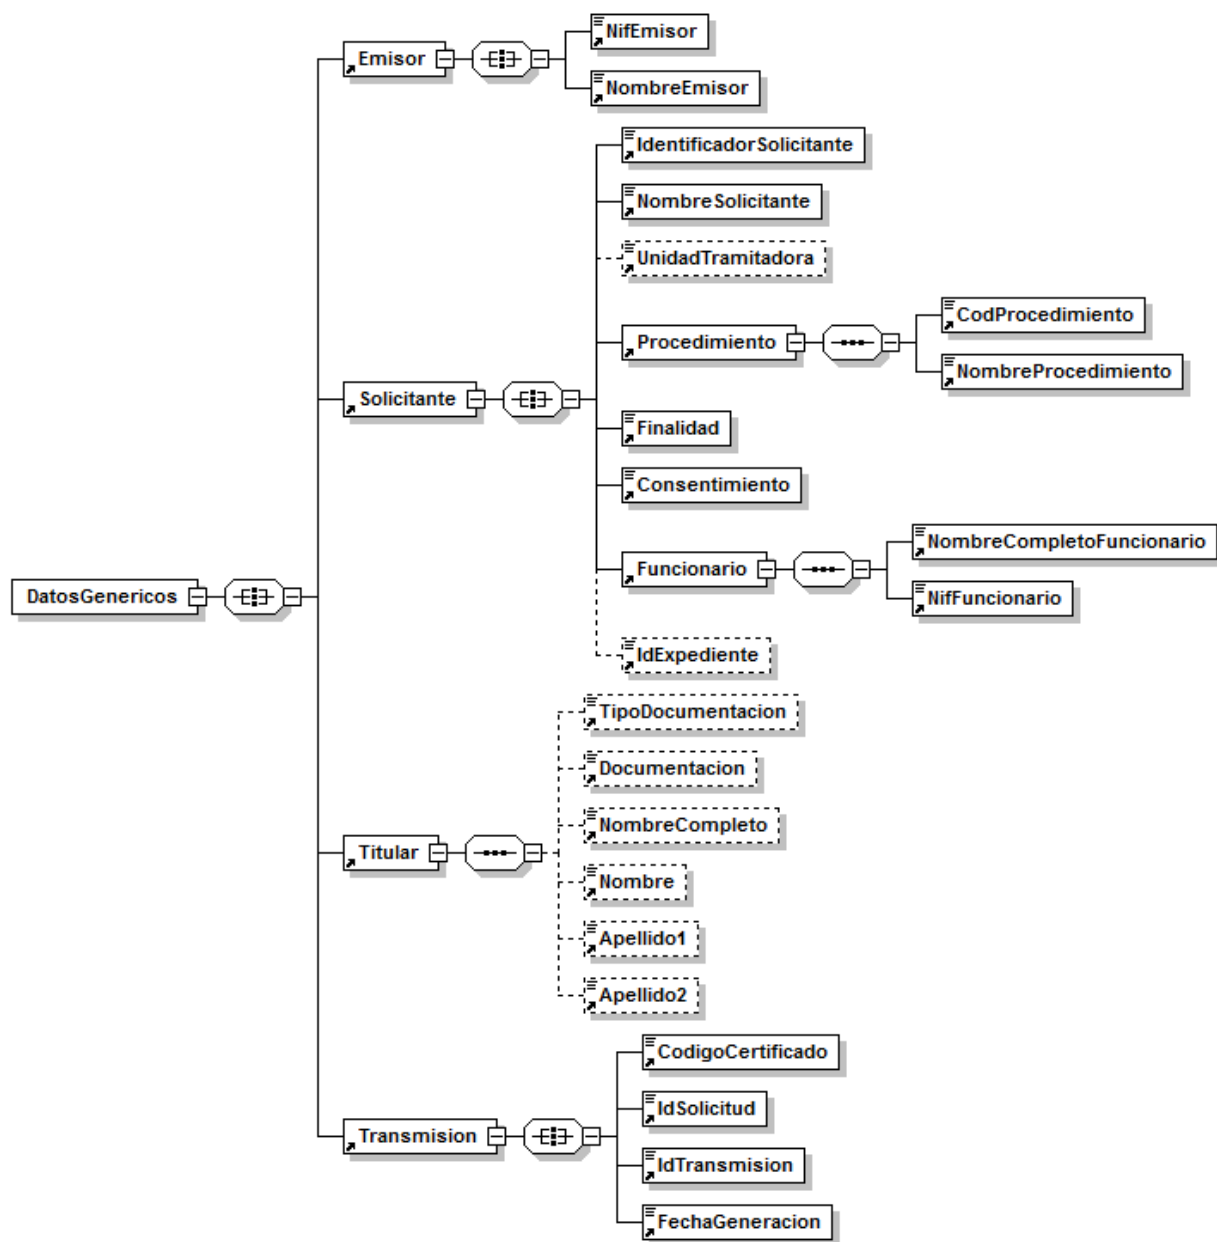 Emisor
NifEmisor
NombreEmisor
IdentificadorSolicitante
NombreSolicitante
UnidadTramitadora
Procedimiento
CodProcedimiento
NombreProcedimiento
Solicitante
Finalidad
Consentimiento
Funcionario
NombreCompletoFuncionario
NifFuncionario
DatosGenericos
IdExpediente
TipoDocumentacion
Documentacion
NombreCompleto
Titular
Nombre
Apellido1
Apellido2
CodigoCertificado
IdSolicitud
Transmision
IdTransmision
FechaGeneracion